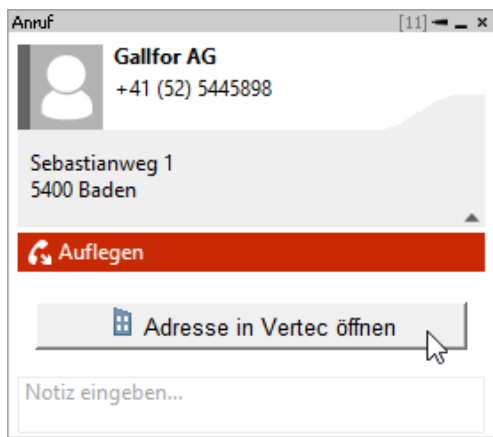 Anruf [11]
Gallfor AG
+41 (52) 5445898
Sebastianweg 1
5400 Baden
Auflegen
Adresse in Vertec öffnen
Notiz eingeben...